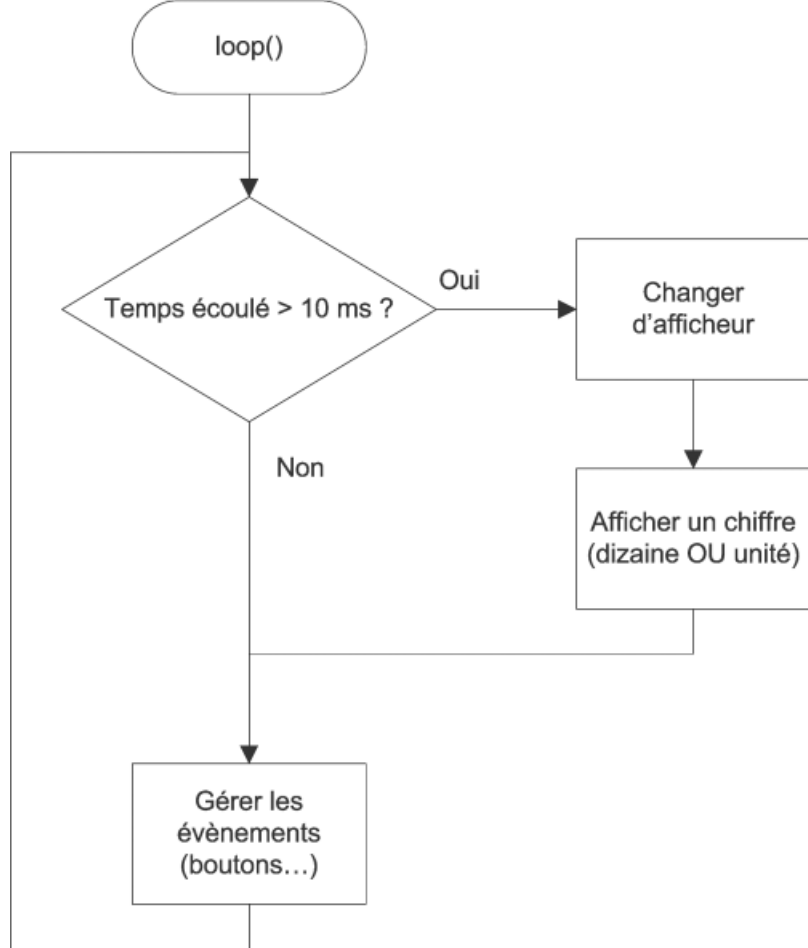 loop()
Temps écoulé > 10 ms ?
Oui
Changer
d’afficheur
Non
Afficher un chiffre
(dizaine OU unité)
Gérer les
évènements
(boutons…)